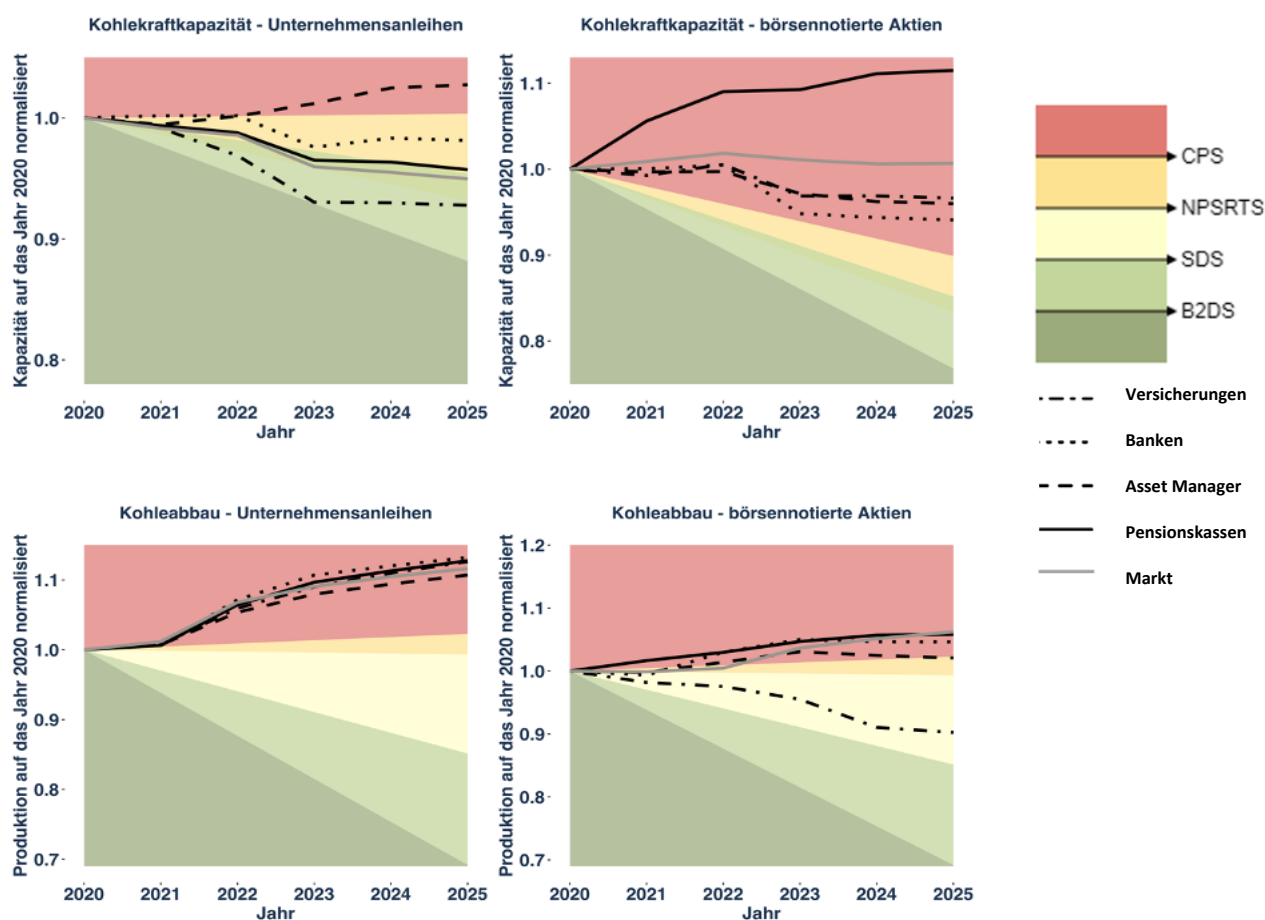 Kohlekraftkapazität - Unternehmensanleihen
Kapazität auf das Jahr 2020 normalisiert
1.0
0.9
0.8
2020 2021 2022 2023 2024 2025
Jahr
Kohlekraftkapazität - börsennotierte Aktien
Kapazität auf das Jahr 2020 normalisiert
1.1
1.0
0.9
0.8
2020 2021 2022 2023 2024 2025
Jahr
CPS
NPSRTS
SDS
B2DS
Versicherungen
Banken
Asset Manager
Pensionskassen
Markt
Kohleabbau - Unternehmensanleihen
Produktion auf das Jahr 2020 normalisiert
1.1
1.0
0.9
0.8
0.7
2020 2021 2022 2023 2024 2025
Jahr
Kohleabbau - börsennotierte Aktien
Produktion auf das Jahr 2020 normalisiert
1.2
1.1
1.0
0.9
0.8
0.7
2020 2021 2022 2023 2024 2025
Jahr